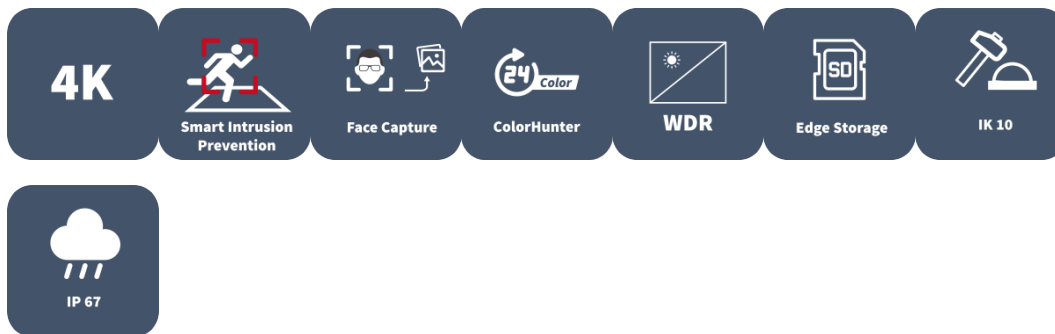 4K
Smart Intrusion
Prevention
Face Capture
24 Color
ColorHunter
WDR
SD
Edge Storage
IK 10
IP 67